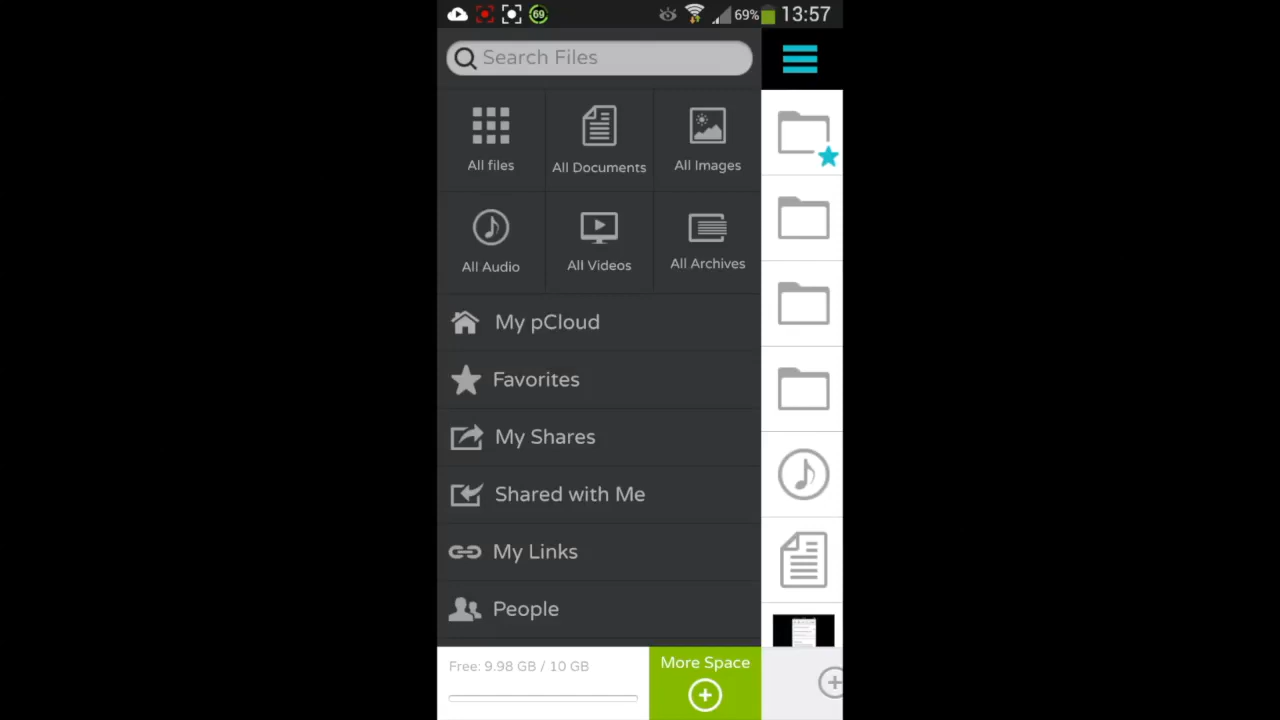 69 69% 13:57
Search Files
All files All Documents All Images
All Audio All Videos All Archives
My pCloud
Favorites
My Shares
Shared with Me
My Links
People
Free: 9.98 GB / 10 GB
More Space